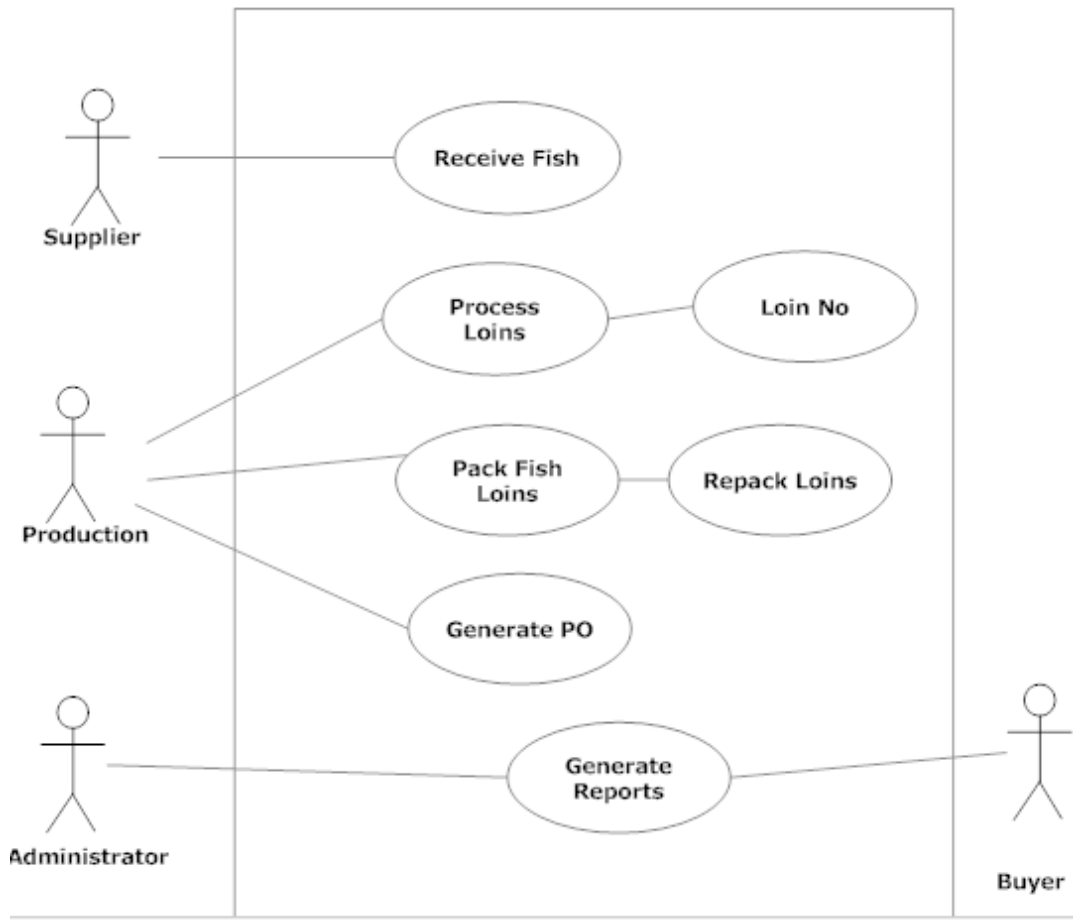 Receive Fish
Supplier
Process
Loins
Loin No
Pack Fish
Loins
Repack Loins
Production
Generate PO
Generate
Reports
Administrator
Buyer